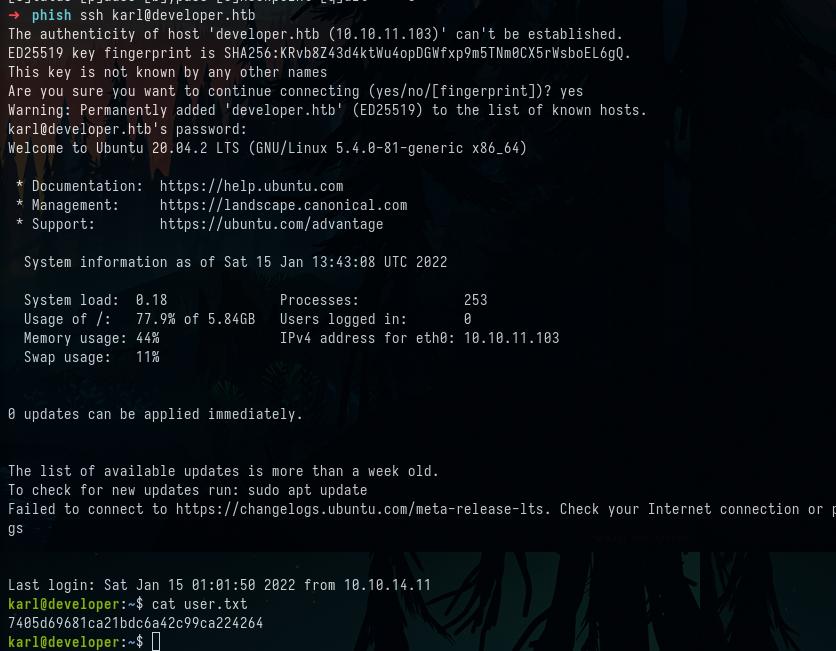 ➜ phish ssh karl@developer.htb
The authenticity of host 'developer.htb (10.10.11.103)' can't be established.
ED25519 key fingerprint is SHA256:KRvb8Z43d4ktWu4opDGWfxp9m5TNm0CX5rWsboEL6gQ.
This key is not known by any other names
Are you sure you want to continue connecting (yes/no/[fingerprint])? yes
Warning: Permanently added 'developer.htb' (ED25519) to the list of known hosts.
karl@developer.htb's password:
Welcome to Ubuntu 20.04.2 LTS (GNU/Linux 5.4.0-81-generic x86_64)
* Documentation: https://help.ubuntu.com
* Management: https://landscape.canonical.com
* Support: https://ubuntu.com/advantage
System information as of Sat 15 Jan 13:43:08 UTC 2022
System load: 0.18 Processes: 253
Usage of /: 77.9% of 5.84GB Users logged in: 0
Memory usage: 44% IPv4 address for eth0: 10.10.11.103
Swap usage: 11%
0 updates can be applied immediately.
The list of available updates is more than a week old.
To check for new updates run: sudo apt update
Failed to connect to https://changelogs.ubuntu.com/meta-release-lts. Check your Internet connection or p
gs
Last login: Sat Jan 15 01:01:50 2022 from 10.10.14.11
karl@developer:~$ cat user.txt
7405d69681ca21bdc6a42c99ca224264
karl@developer:~$